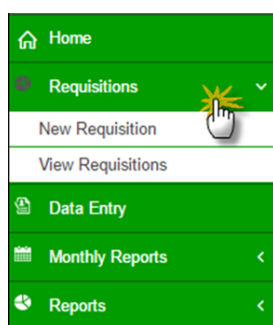 Home
Requisitions
New Requisition
View Requisitions
Data Entry
Monthly Reports
Reports